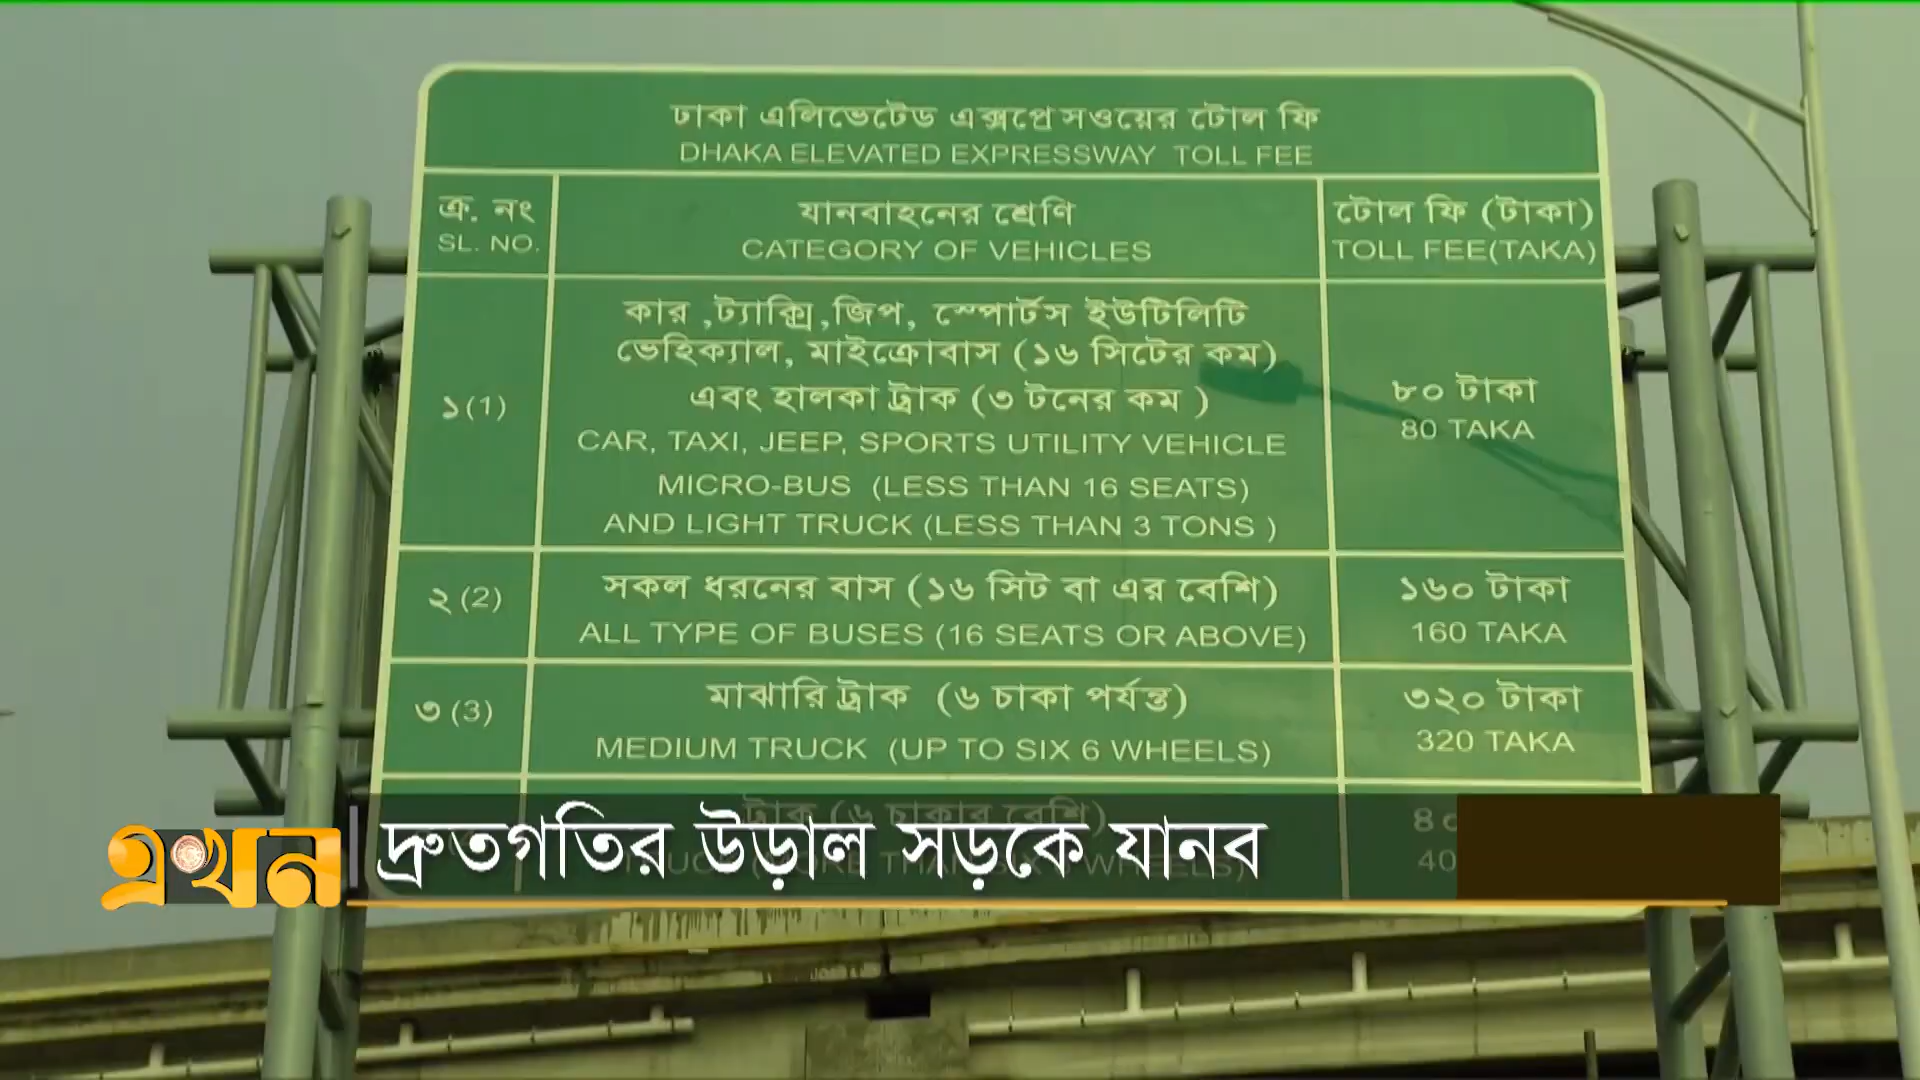 ঢাকা এলিভেটেড এক্সপ্রেসওয়ের টোল ফি
DHAKA ELEVATED EXPRESSWAY TOLL FEE
ক্র. নং
SL. NO.
যানবাহনের শ্রেণি
CATEGORY OF VEHICLES
টোল ফি (টাকা)
TOLL FEE(TAKA)
১(1)
কার ,ট্যাক্সি,জিপ, স্পোর্টস ইউটিলিটি
ভেহিক্যাল, মাইক্রোবাস (১৬ সিটের কম)
এবং হালকা ট্রাক (৩ টনের কম )
CAR, TAXI, JEEP, SPORTS UTILITY VEHICLE
MICRO-BUS (LESS THAN 16 SEATS)
AND LIGHT TRUCK (LESS THAN 3 TONS )
৮০ টাকা
80 TAKA
২(2)
সকল ধরনের বাস (১৬ সিট বা এর বেশি)
ALL TYPE OF BUSES (16 SEATS OR ABOVE)
১৬০ টাকা
160 TAKA
৩(3)
মাঝারি ট্রাক (৬ চাকা পর্যন্ত)
MEDIUM TRUCK (UP TO SIX 6 WHEELS)
৩২০ টাকা
320 TAKA
ট্রাক (৬ চাকার বেশি)
এখন
দ্রুতগতির উড়াল সড়কে যানব